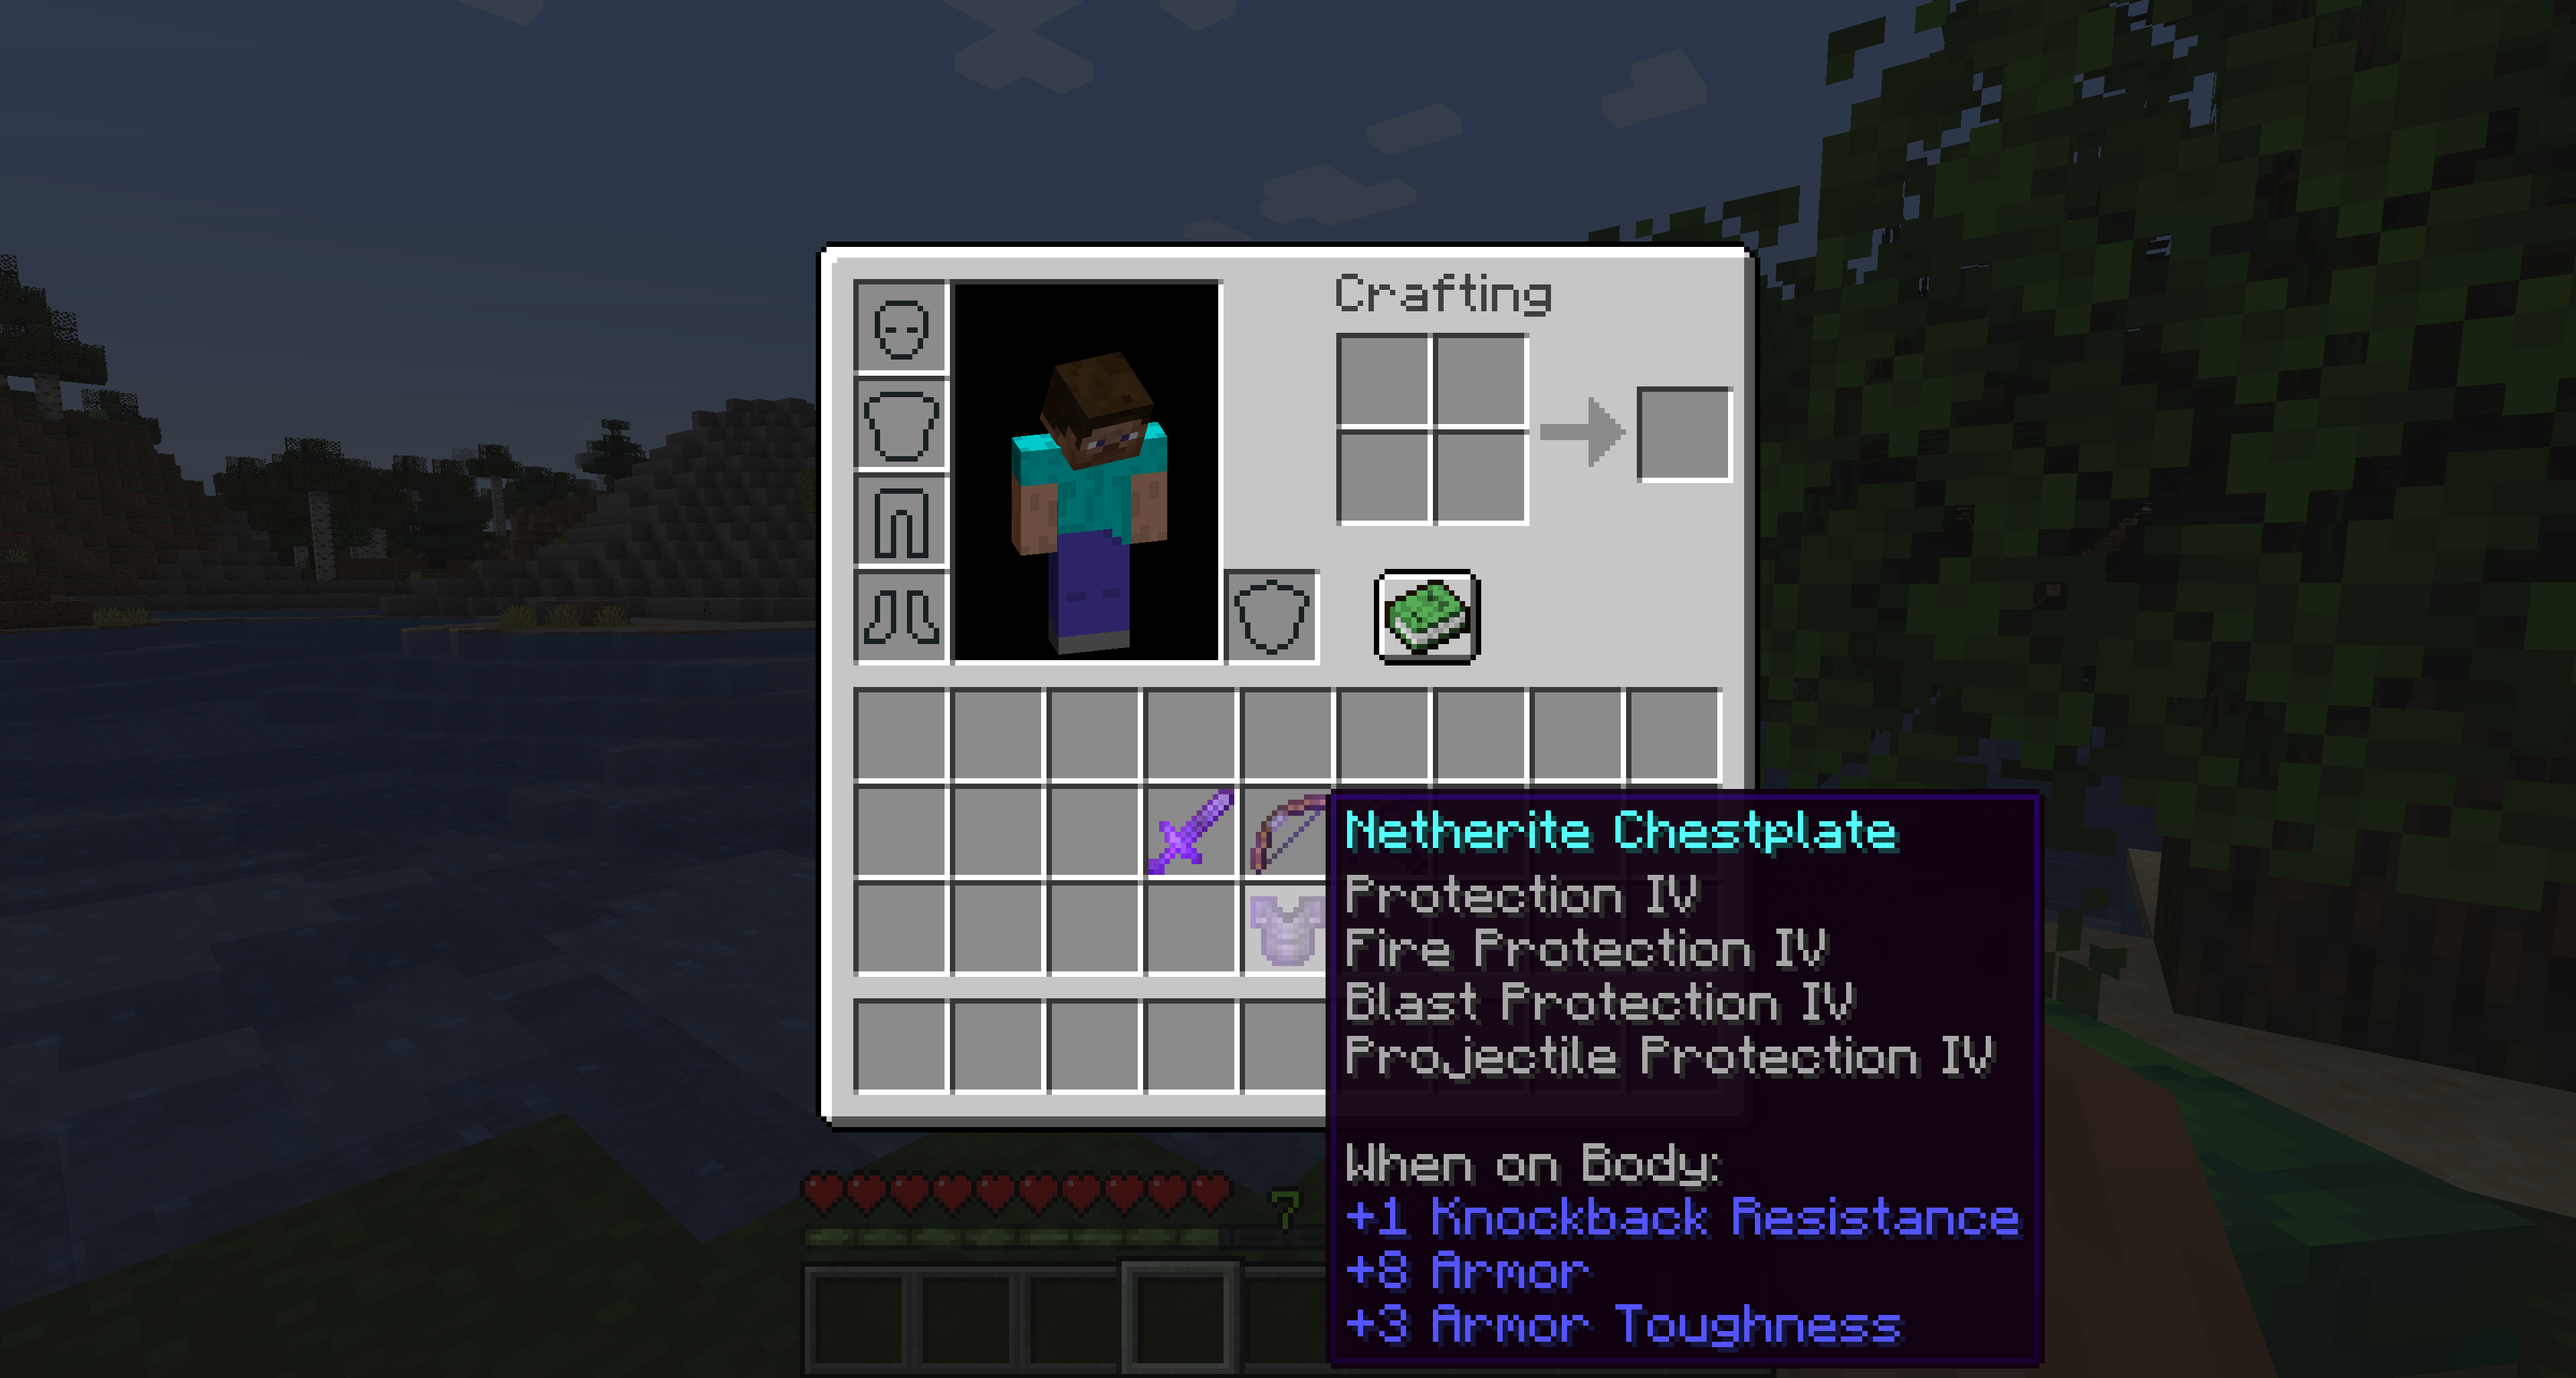 Crafting
Netherite Chestplate
Protection IV
Fire Protection IV
Blast Protection IV
Projectile Protection IV
When on Body:
+1 Knockback Resistance
+8 Armor
+3 Armor Toughness
7